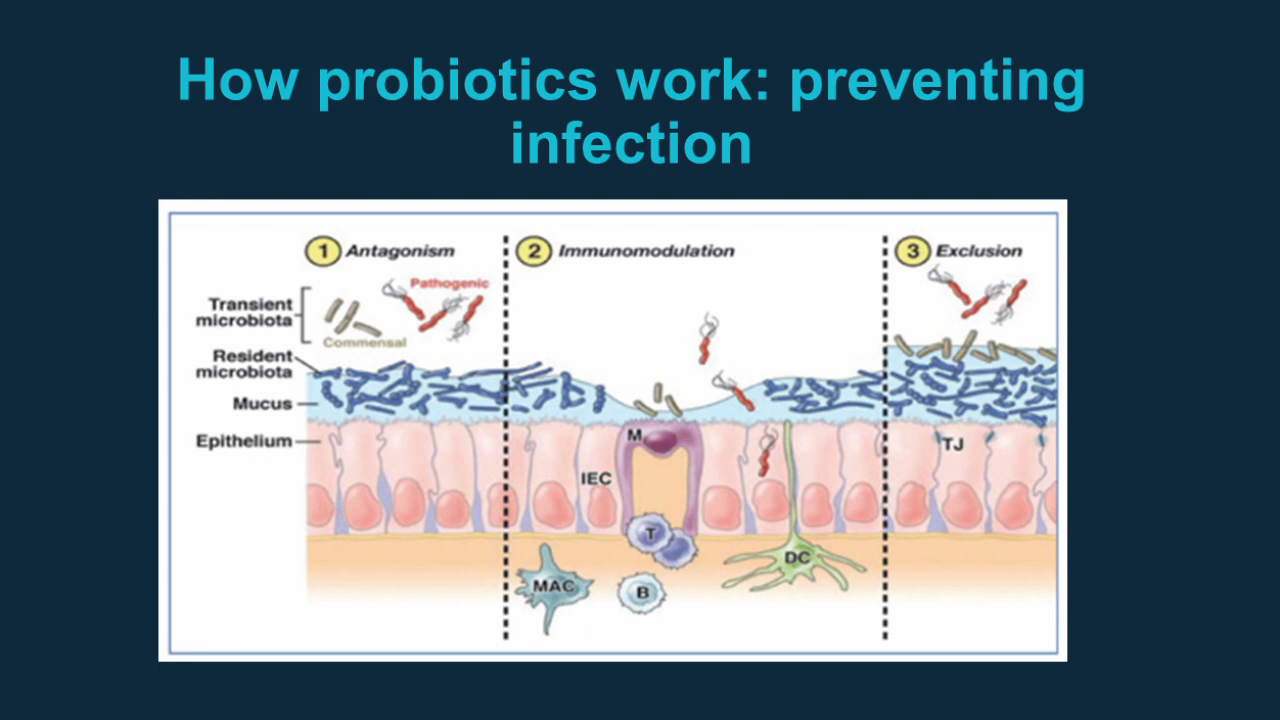 How probiotics work: preventing
infection
1 Antagonism
2 Immunomodulation
3 Exclusion
Pathogenic
Transient
microbiota
Commensal
Resident
microbiota
Mucus
Epithelium
M
TJ
IEC
T
DC
MAC
B